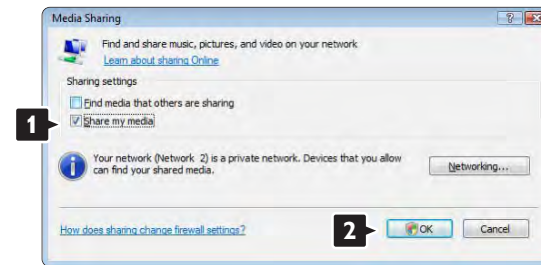 Media Sharing
Find and share music, pictures, and video on your network
Learn about sharing Online
Sharing settings
Find media that others are sharing
1
Share my media
Your network (Network 2) is a private network. Devices that you allow
can find your shared media.
Networking...
How does sharing change firewall settings?
2
OK
Cancel